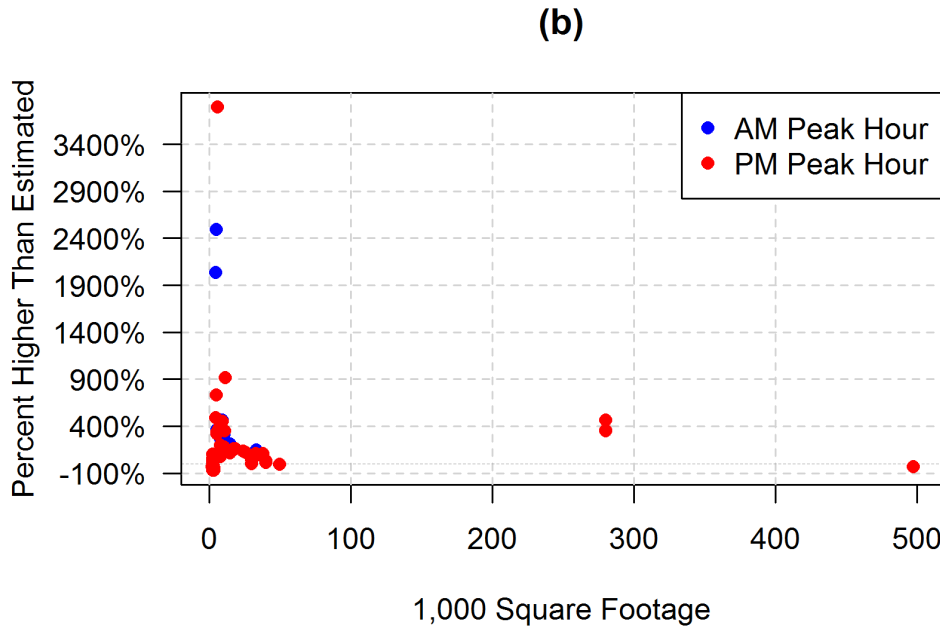 (b)
Percent Higher Than Estimated
3400%
2900%
2400%
1900%
1400%
900%
400%
-100%
AM Peak Hour
PM Peak Hour
0 100 200 300 400 500
1,000 Square Footage